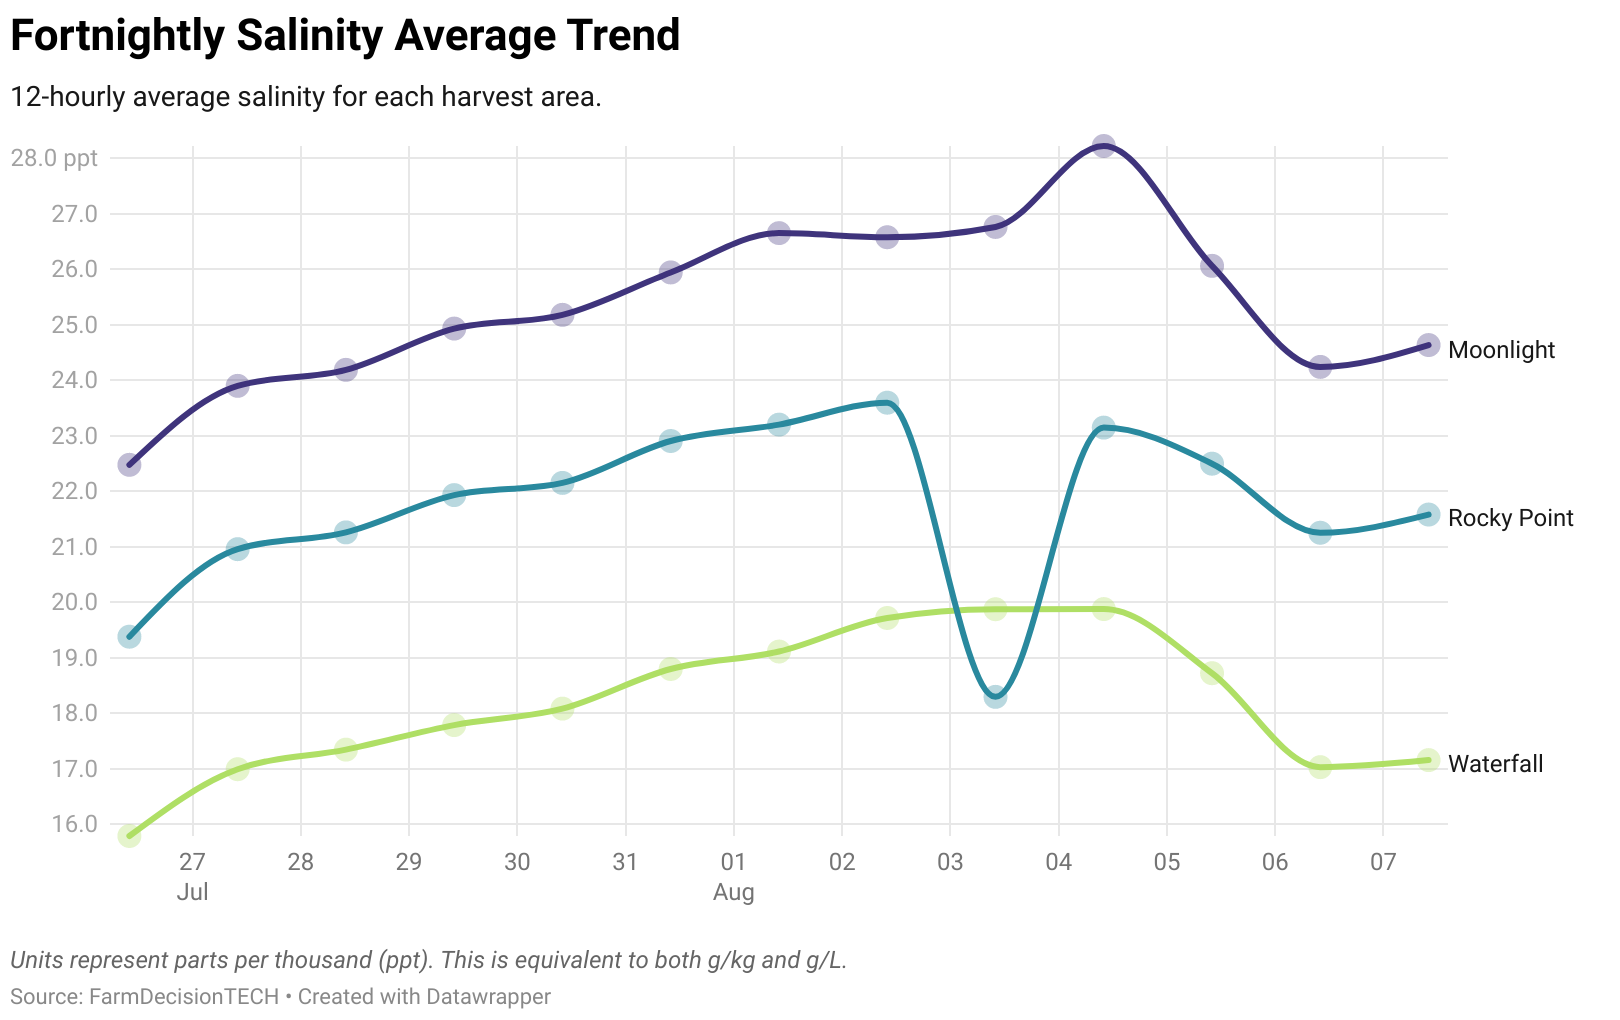 Fortnightly Salinity Average Trend
12-hourly average salinity for each harvest area.
28.0 ppt
27.0
26.0
25.0
24.0
23.0
22.0
21.0
20.0
19.0
18.0
17.0
16.0
Moonlight
Rocky Point
Waterfall
27 28 29 30 31 01 02 03 04 05 06 07
Jul Aug
Units represent parts per thousand (ppt). This is equivalent to both g/kg and g/L.
Source: FarmDecisionTECH • Created with Datawrapper